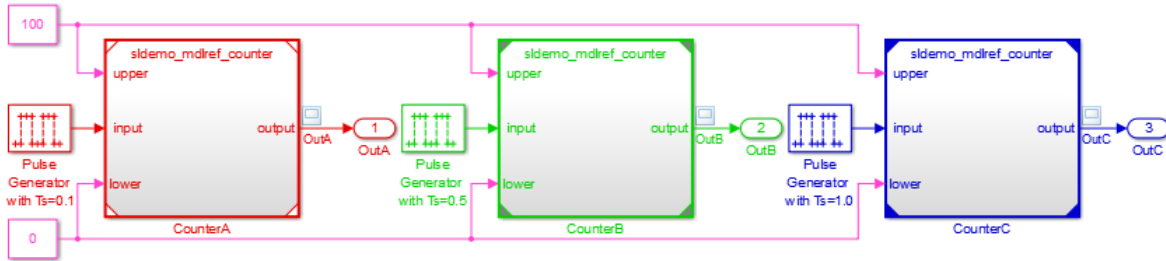 100
sldemo_mdlref_counter
upper
input
output
lower
CounterA
Pulse
Generator
with Ts=0.1
OutA
1
OutA
sldemo_mdlref_counter
upper
input
output
lower
CounterB
Pulse
Generator
with Ts=0.5
OutB
2
OutB
sldemo_mdlref_counter
upper
input
output
lower
CounterC
Pulse
Generator
with Ts=1.0
OutC
3
OutC
0